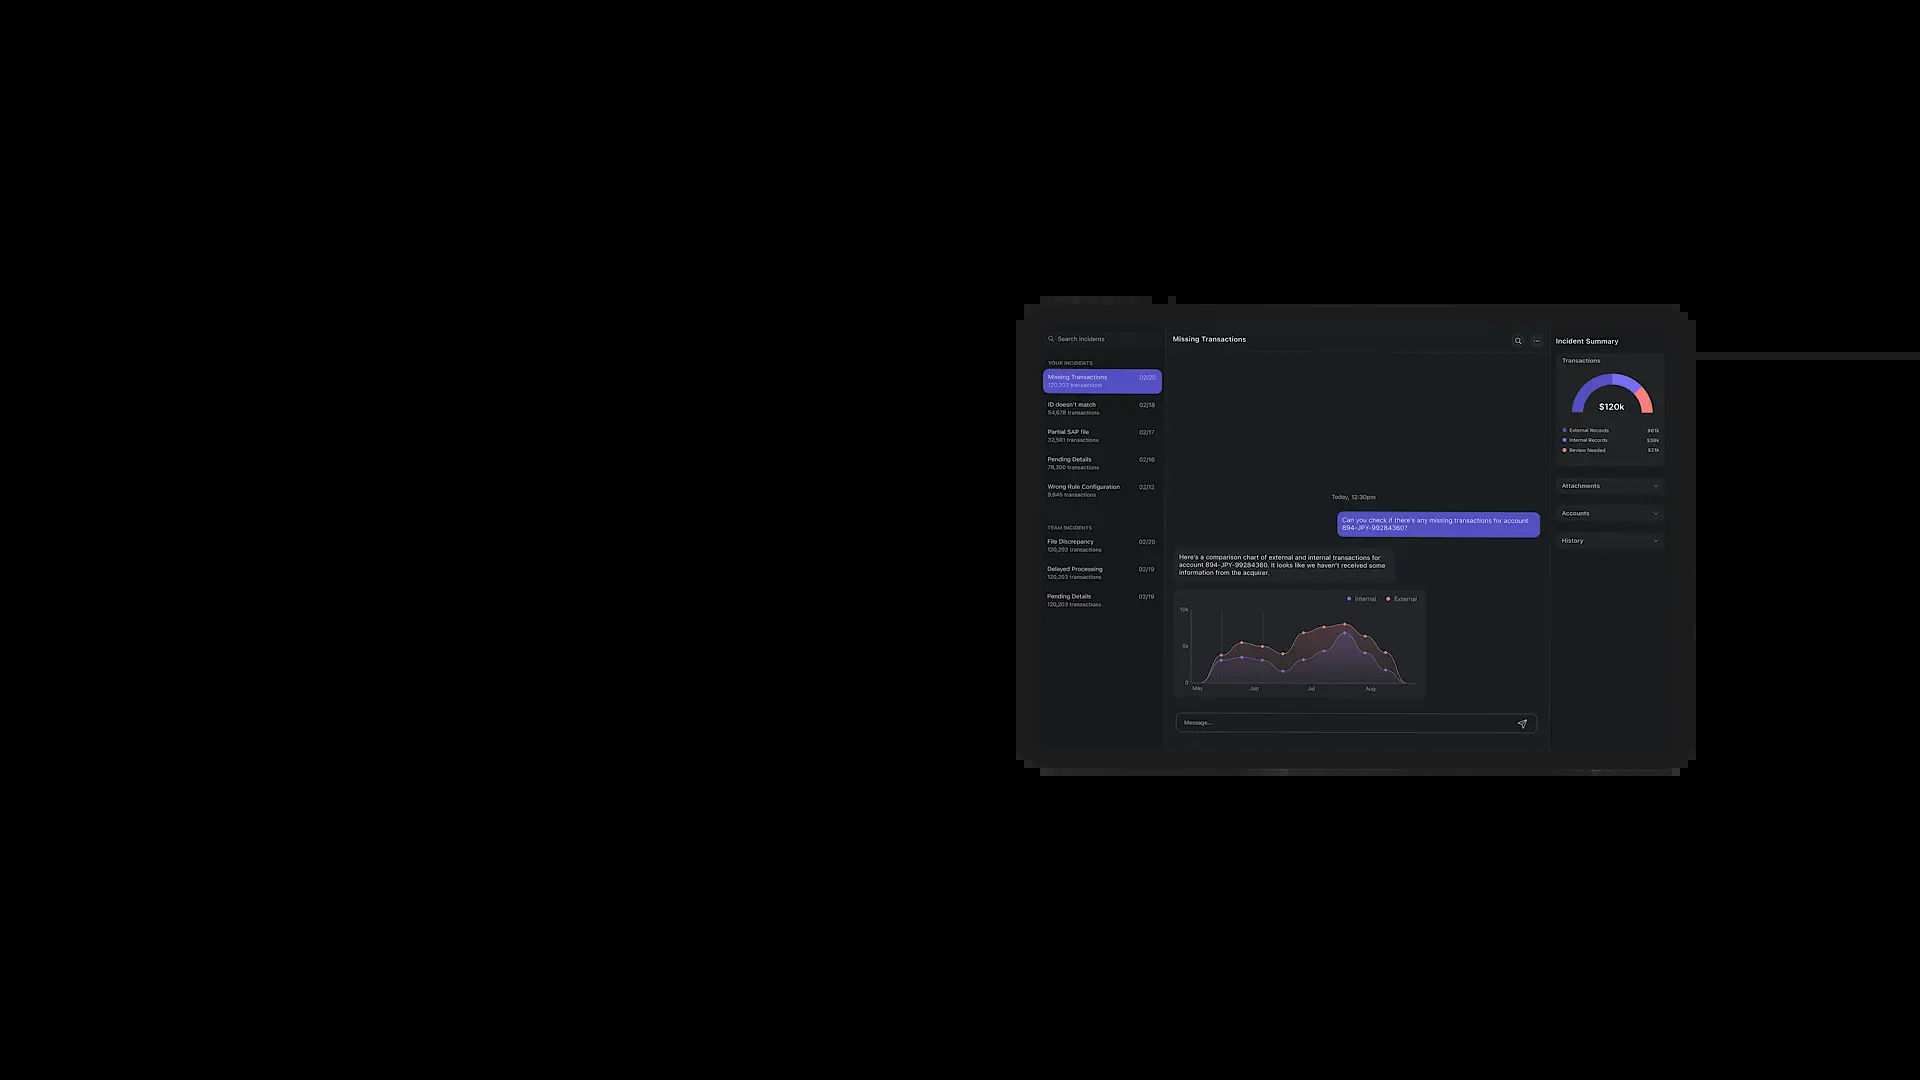 Search Incidents
YOUR INCIDENTS
Missing Transactions 02/20
120,203 transactions
ID doesn't match 02/18
54,678 transactions
Partial SAP file 02/17
32,501 transactions
Pending Details 02/16
78,300 transactions
Wrong Rule Configuration 02/12
9,845 transactions
TEAM INCIDENTS
File Discrepancy 02/20
120,203 transactions
Delayed Processing 02/19
120,203 transactions
Pending Details 02/19
120,203 transactions
Missing Transactions
Today, 12:30pm
Can you check if there's any missing transactions for account
894-JPY-99284360?
Here's a comparison chart of external and internal transactions for
account 894-JPY-99284360. It looks like we haven't received some
information from the acquirer.
Internal External
10k
5k
0
May Jun Jul Aug
Message...
Incident Summary
Transactions
$120k
External Records $61k
Internal Records $38k
Review Needed $21k
Attachments
Accounts
History